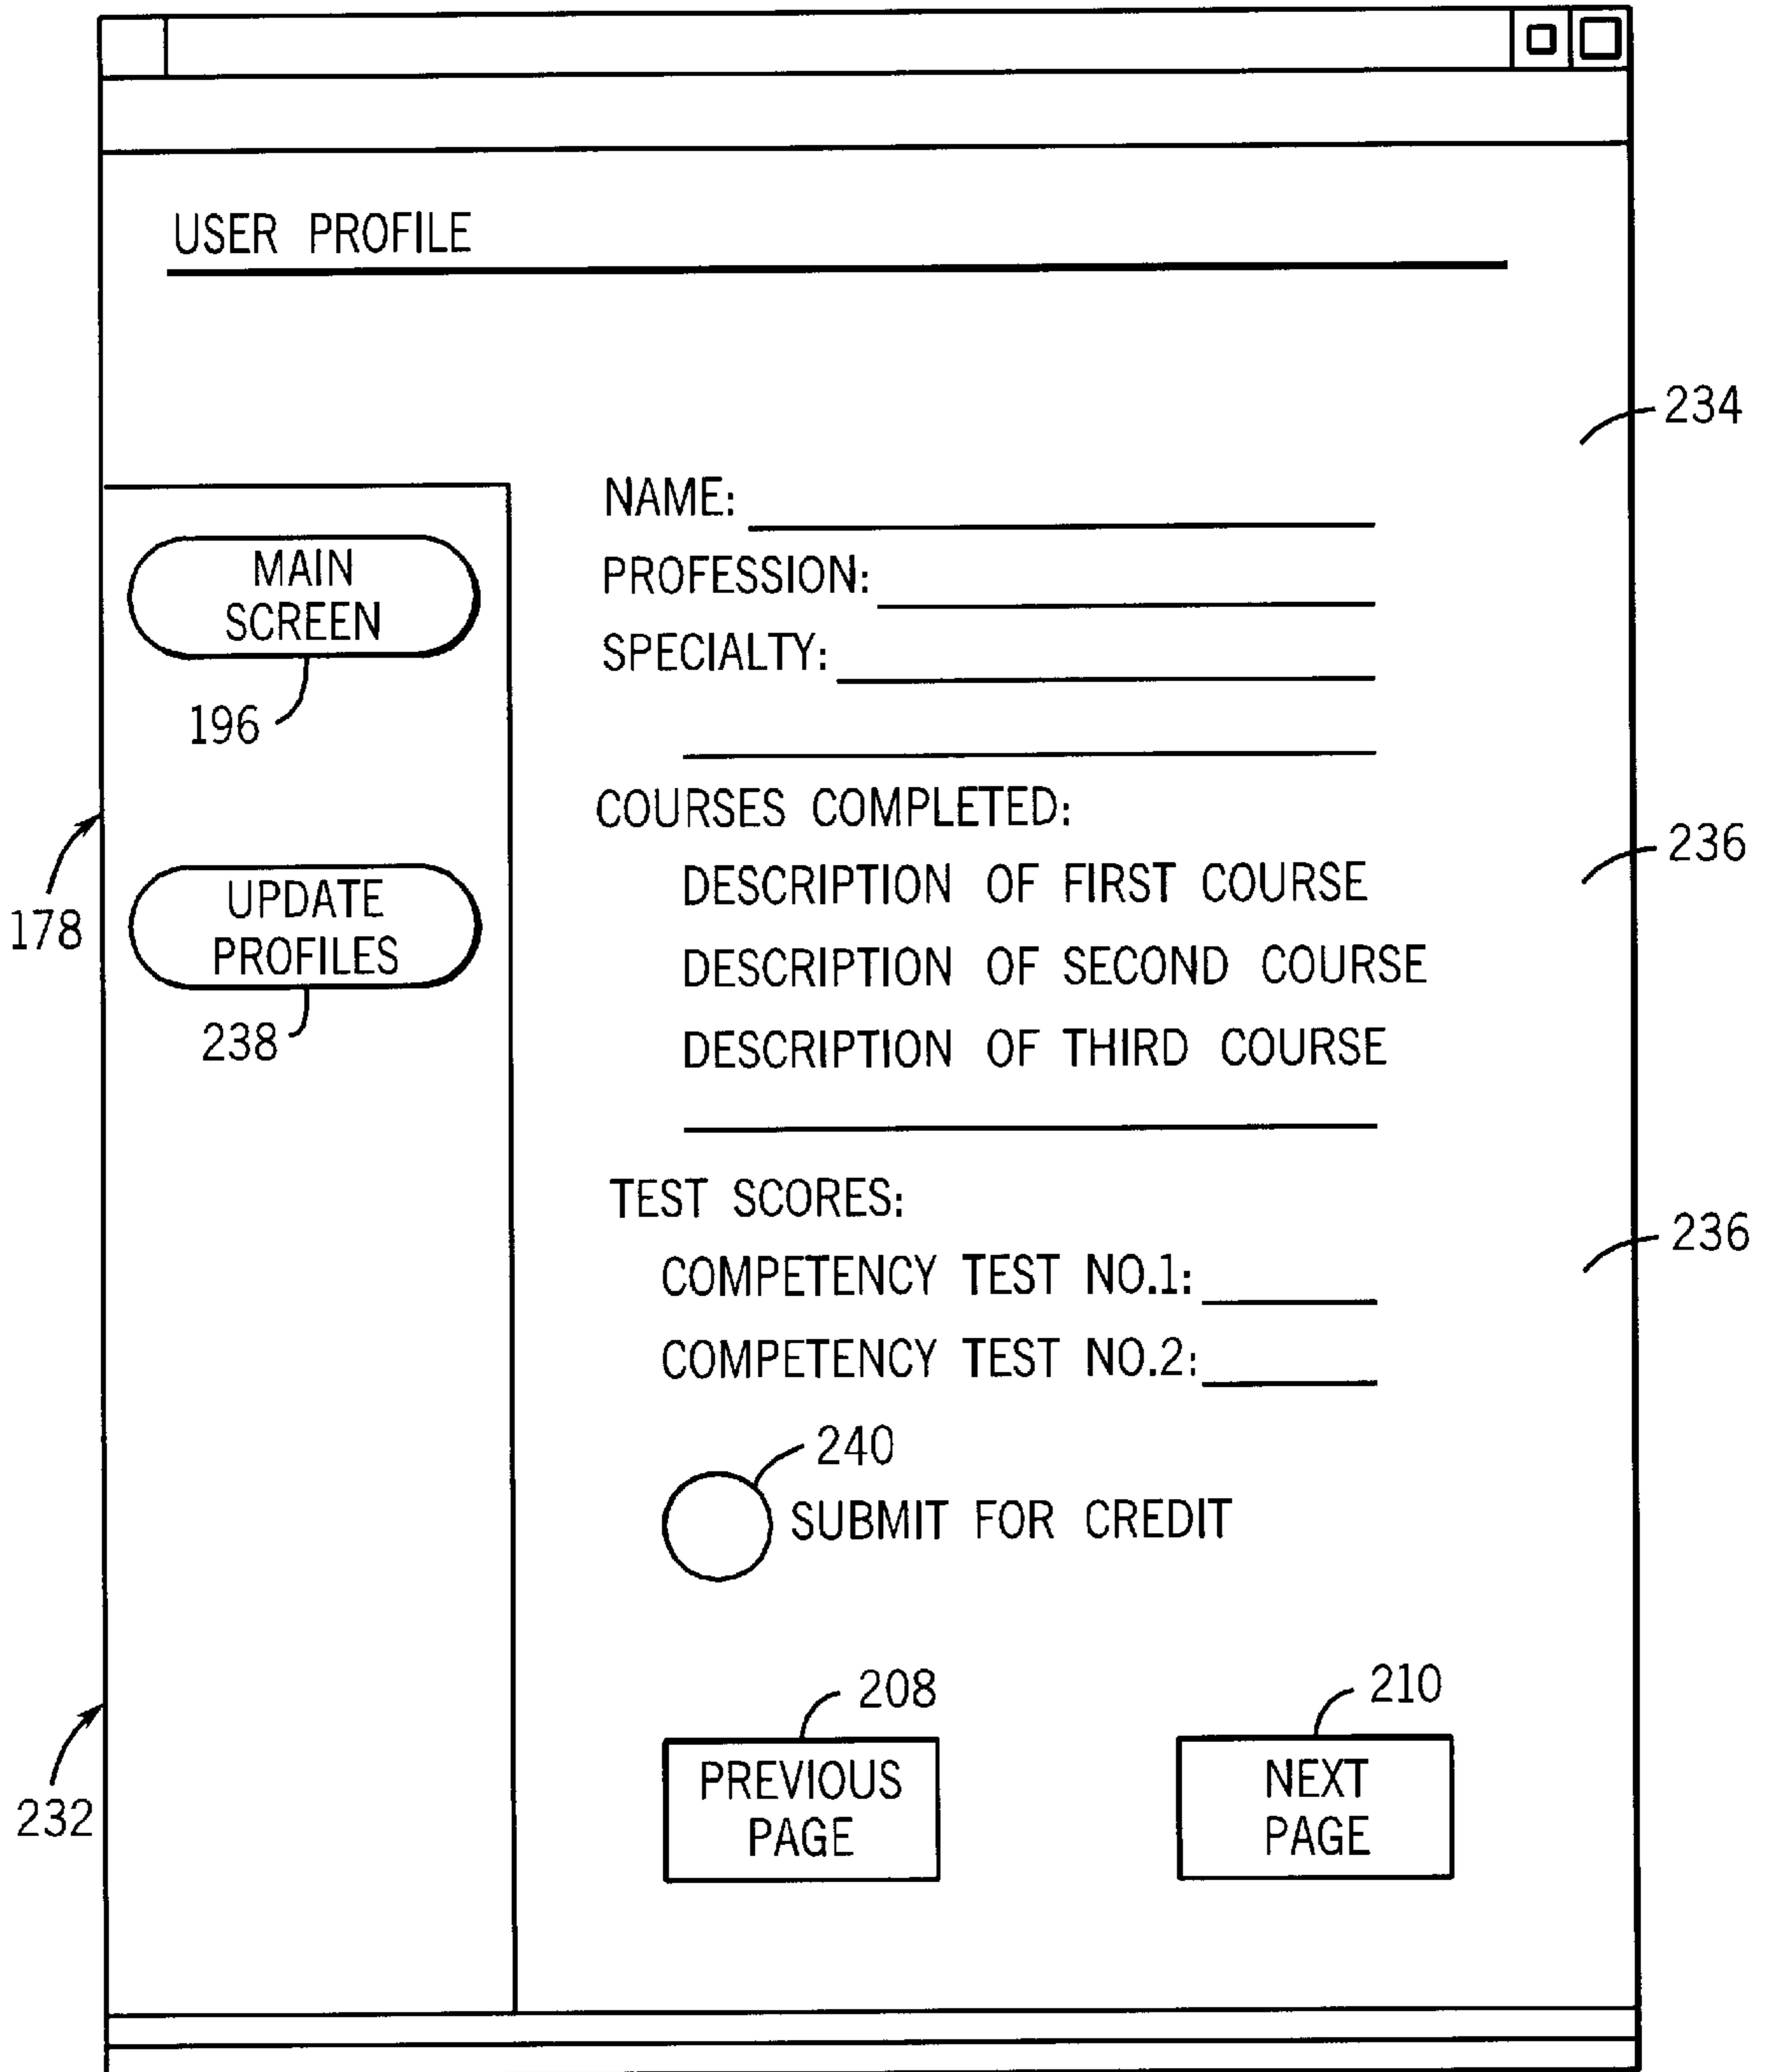 USER PROFILE
234
NAME:
MAIN
SCREEN
PROFESSION:
SPECIALTY:
196
COURSES COMPLETED:
236
DESCRIPTION OF FIRST COURSE
178
UPDATE
PROFILES
DESCRIPTION OF SECOND COURSE
238
DESCRIPTION OF THIRD COURSE
TEST SCORES:
236
COMPETENCY TEST NO.1:
COMPETENCY TEST NO.2:
240
SUBMIT FOR CREDIT
208
210
PREVIOUS
PAGE
NEXT
PAGE
232